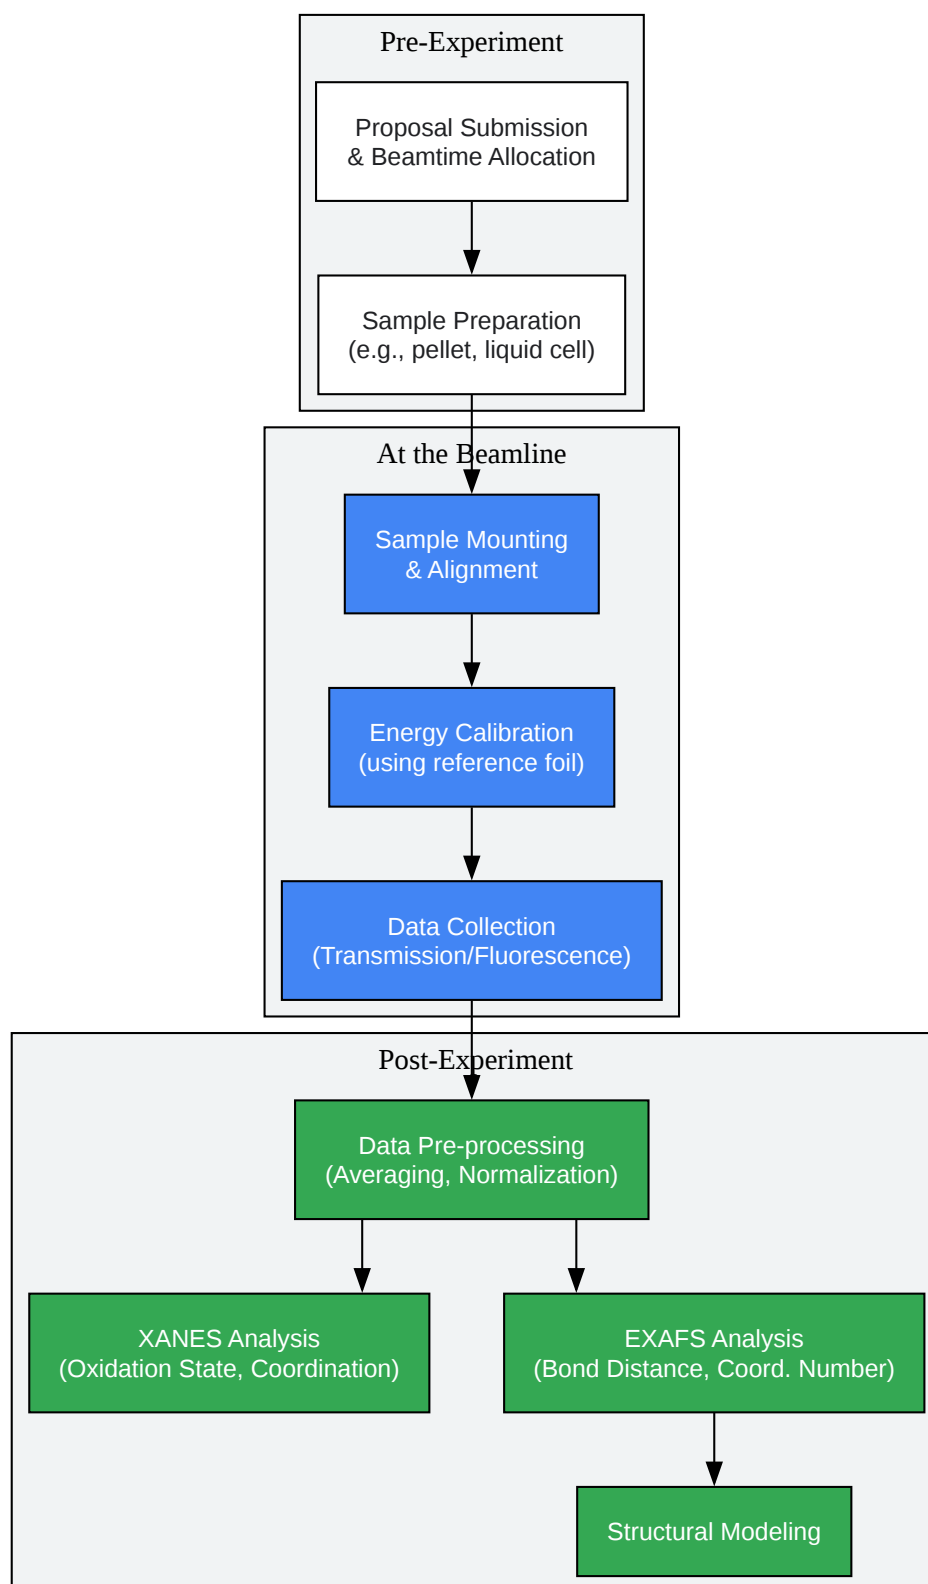 Pre-Experiment
Proposal Submission
& Beamtime Allocation
Sample Preparation
(e.g., pellet, liquid cell)
At the Beamline
Sample Mounting
& Alignment
Energy Calibration
(using reference foil)
Data Collection
(Transmission/Fluorescence)
Post-Experiment
Data Pre-processing
(Averaging, Normalization)
XANES Analysis
(Oxidation State, Coordination)
EXAFS Analysis
(Bond Distance, Coord. Number)
Structural Modeling